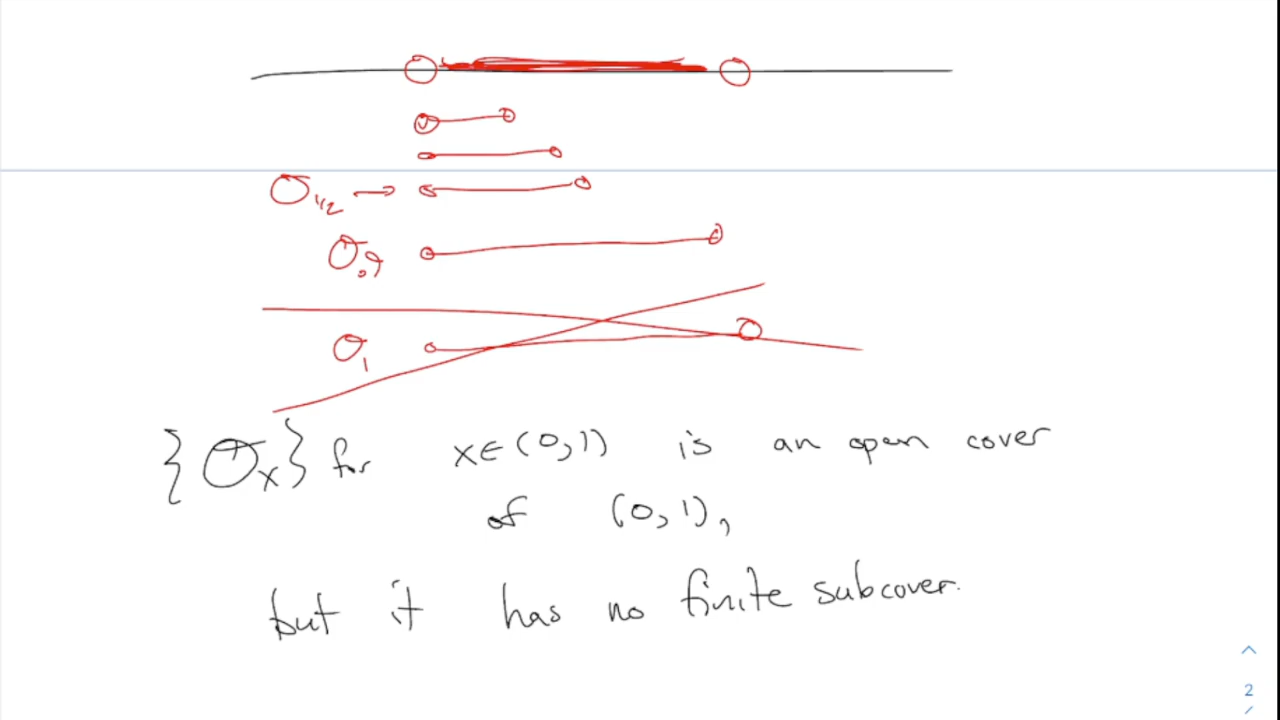 O₁/₂ →
O.9
O₁
{Oₓ} for x∈(0,1) is an open cover
of (0,1),
but it has no finite subcover.
2